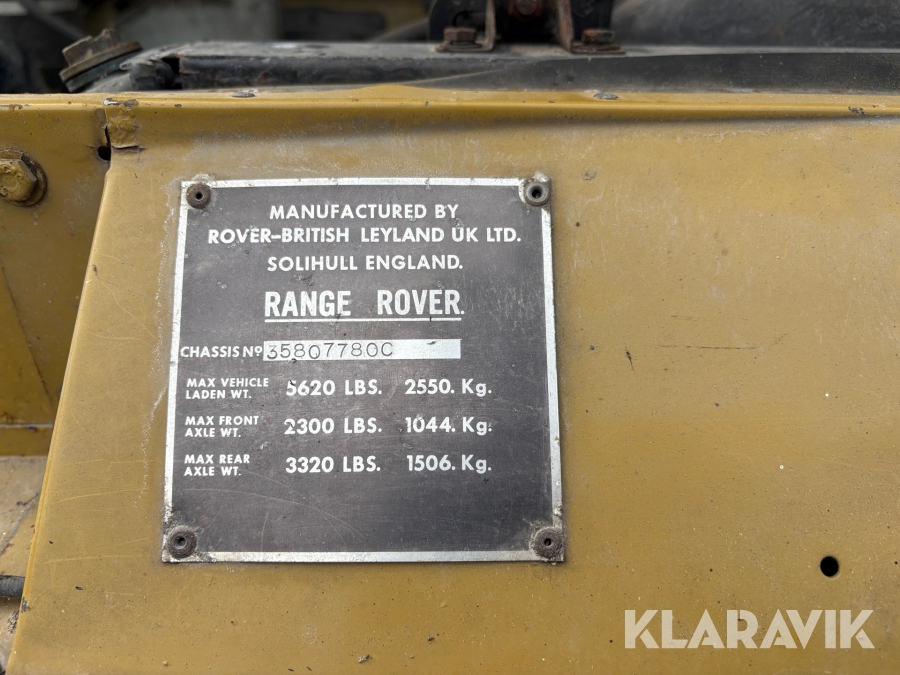 MANUFACTURED BY
ROVER-BRITISH LEYLAND UK LTD.
SOLIHULL ENGLAND.
RANGE ROVER.
CHASSIS Nº 35807780C
MAX VEHICLE LADEN WT. 5620 LBS. 2550. Kg.
MAX FRONT AXLE WT. 2300 LBS. 1044. Kg.
MAX REAR AXLE WT. 3320 LBS. 1506. Kg.
KLARAVIK